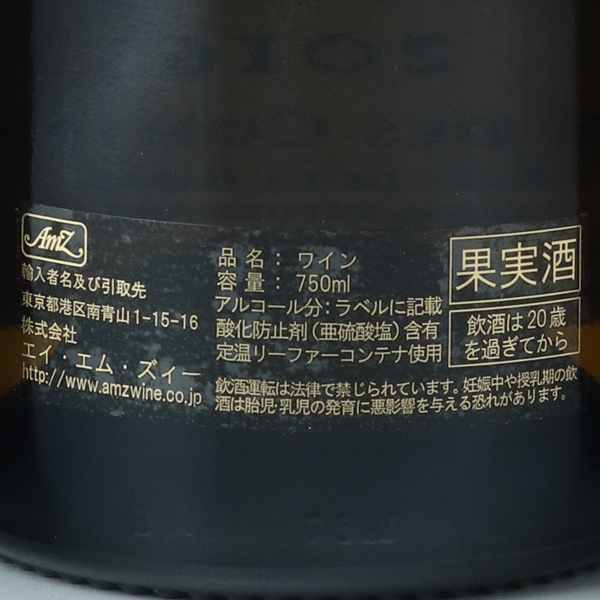 2016
AmZ
輸入者名及び引取先
東京都港区南青山1-15-16
株式会社
エイ・エム・ズィー
http://www.amzwine.co.jp
品名：ワイン
容量：750ml
アルコール分：ラベルに記載
酸化防止剤（亜硫酸塩）含有
定温リーファーコンテナ使用
飲酒運転は法律で禁じられています。妊娠中や授乳期の飲
酒は胎児・乳児の発育に悪影響を与える恐れがあります。
果実酒
飲酒は20歳
を過ぎてから